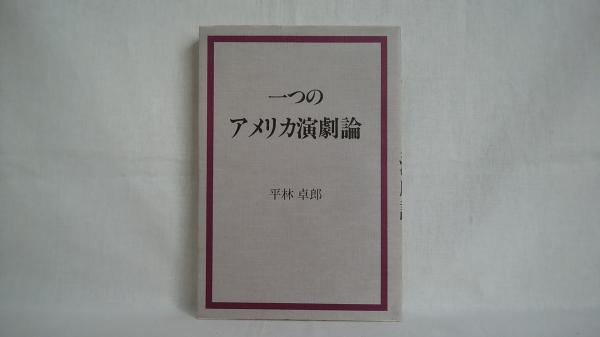 一つの
アメリカ演劇論
平林 卓郎